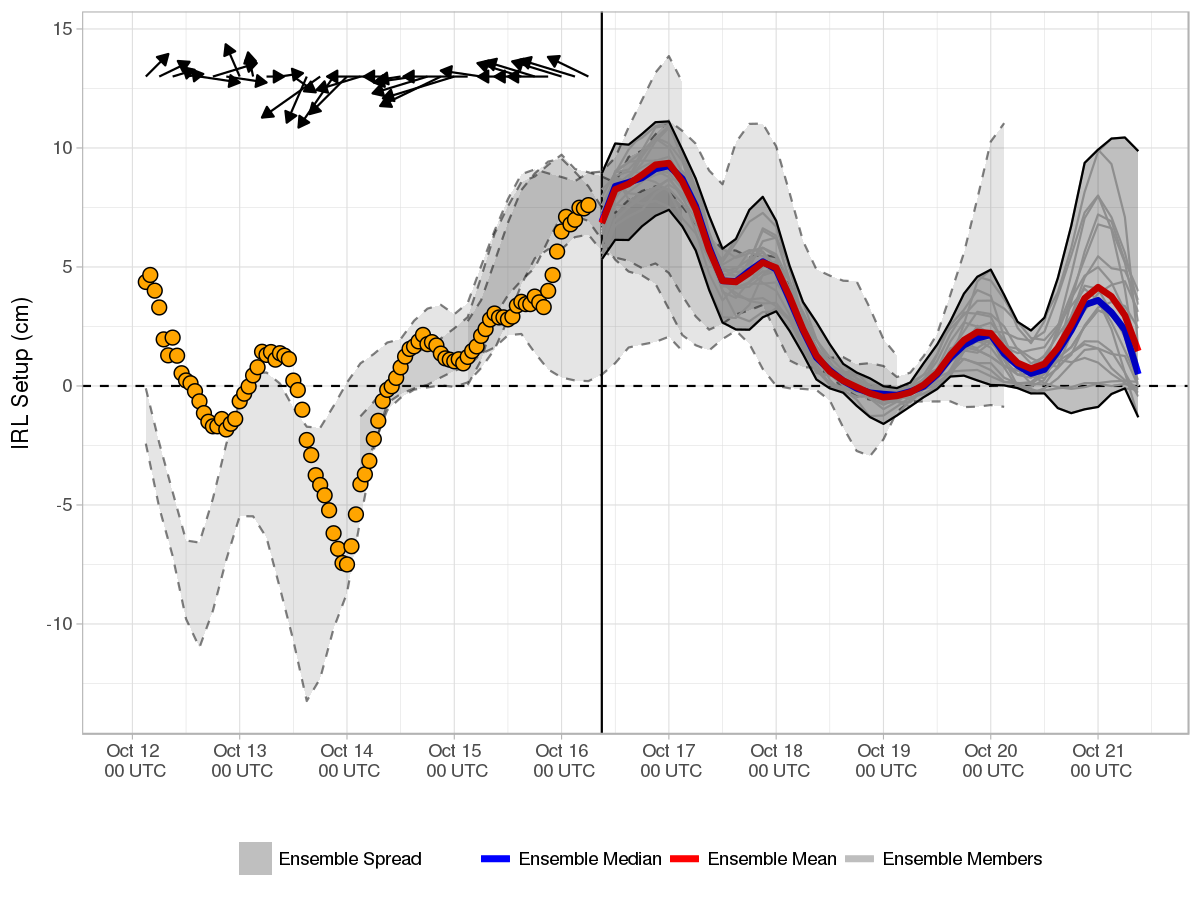 15
10
5
0
-5
-10
IRL Setup (cm)
Oct 12 Oct 13 Oct 14 Oct 15 Oct 16 Oct 17 Oct 18 Oct 19 Oct 20 Oct 21
00 UTC 00 UTC 00 UTC 00 UTC 00 UTC 00 UTC 00 UTC 00 UTC 00 UTC 00 UTC
Ensemble Spread Ensemble Median Ensemble Mean Ensemble Members